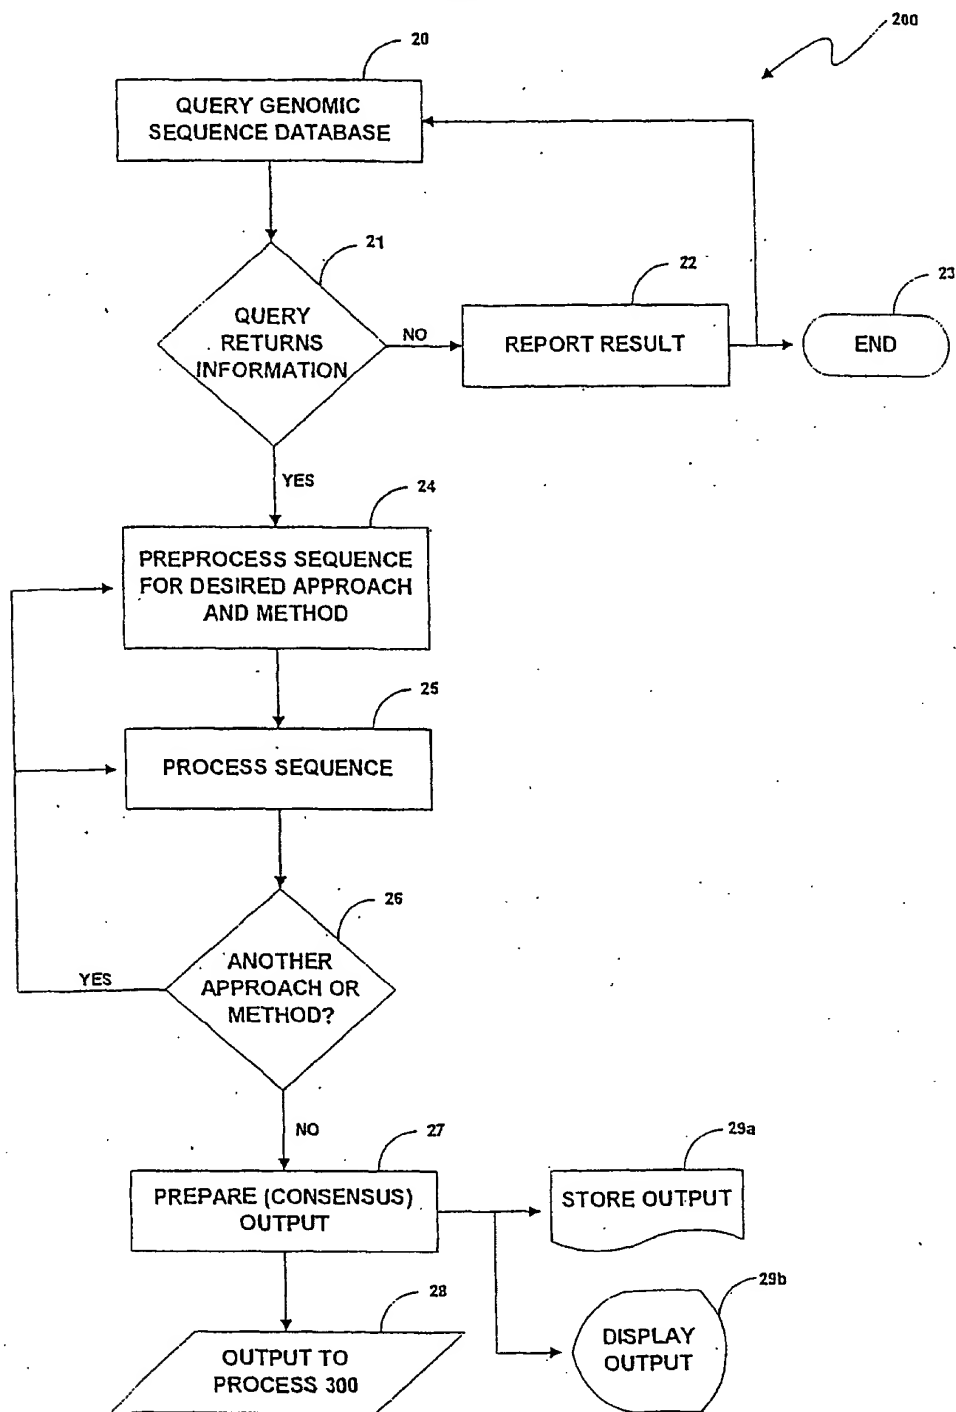 200
20
QUERY GENOMIC
SEQUENCE DATABASE
21
QUERY
RETURNS
INFORMATION
NO
22
REPORT RESULT
23
END
YES
24
PREPROCESS SEQUENCE
FOR DESIRED APPROACH
AND METHOD
25
PROCESS SEQUENCE
26
ANOTHER
APPROACH OR
METHOD?
YES
NO
27
PREPARE (CONSENSUS)
OUTPUT
29a
STORE OUTPUT
28
OUTPUT TO
PROCESS 300
29b
DISPLAY
OUTPUT